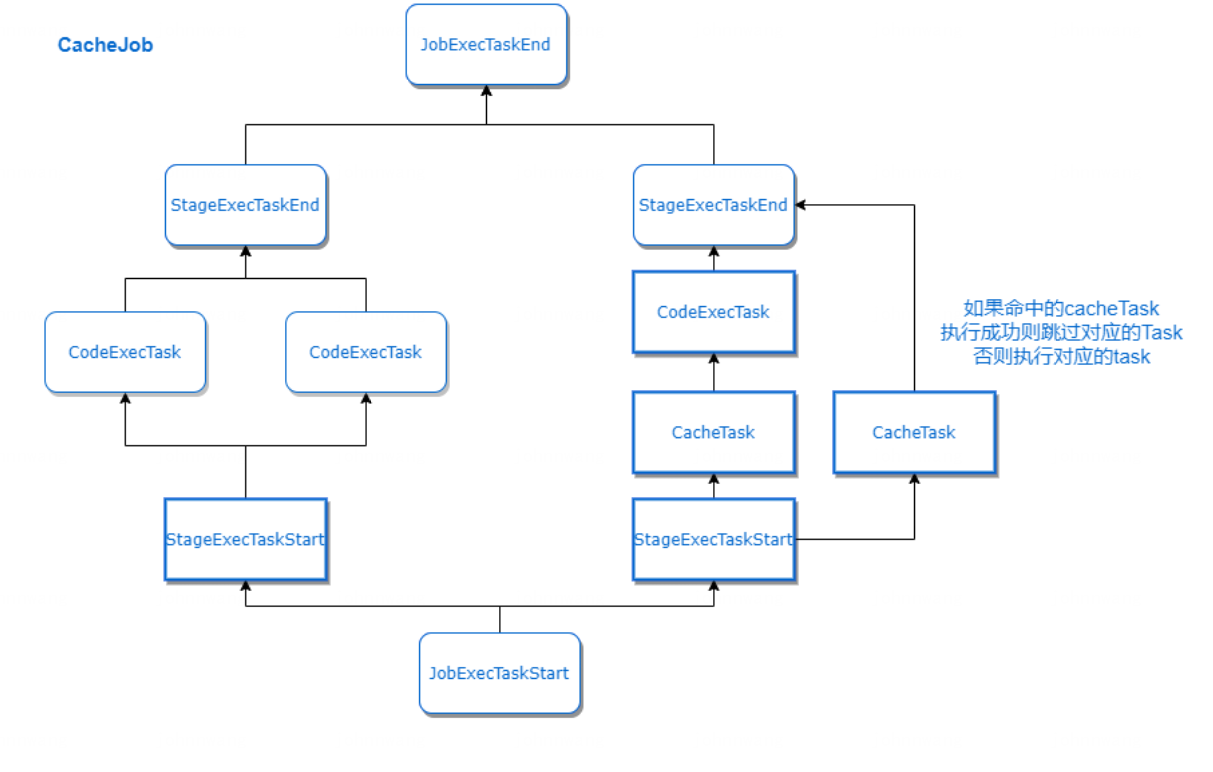 CacheJob
JobExecTaskEnd
StageExecTaskEnd
StageExecTaskEnd
CodeExecTask
CodeExecTask
CodeExecTask
如果命中的cacheTask
执行成功则跳过对应的Task
否则执行对应的task
CacheTask
CacheTask
StageExecTaskStart
StageExecTaskStart
JobExecTaskStart